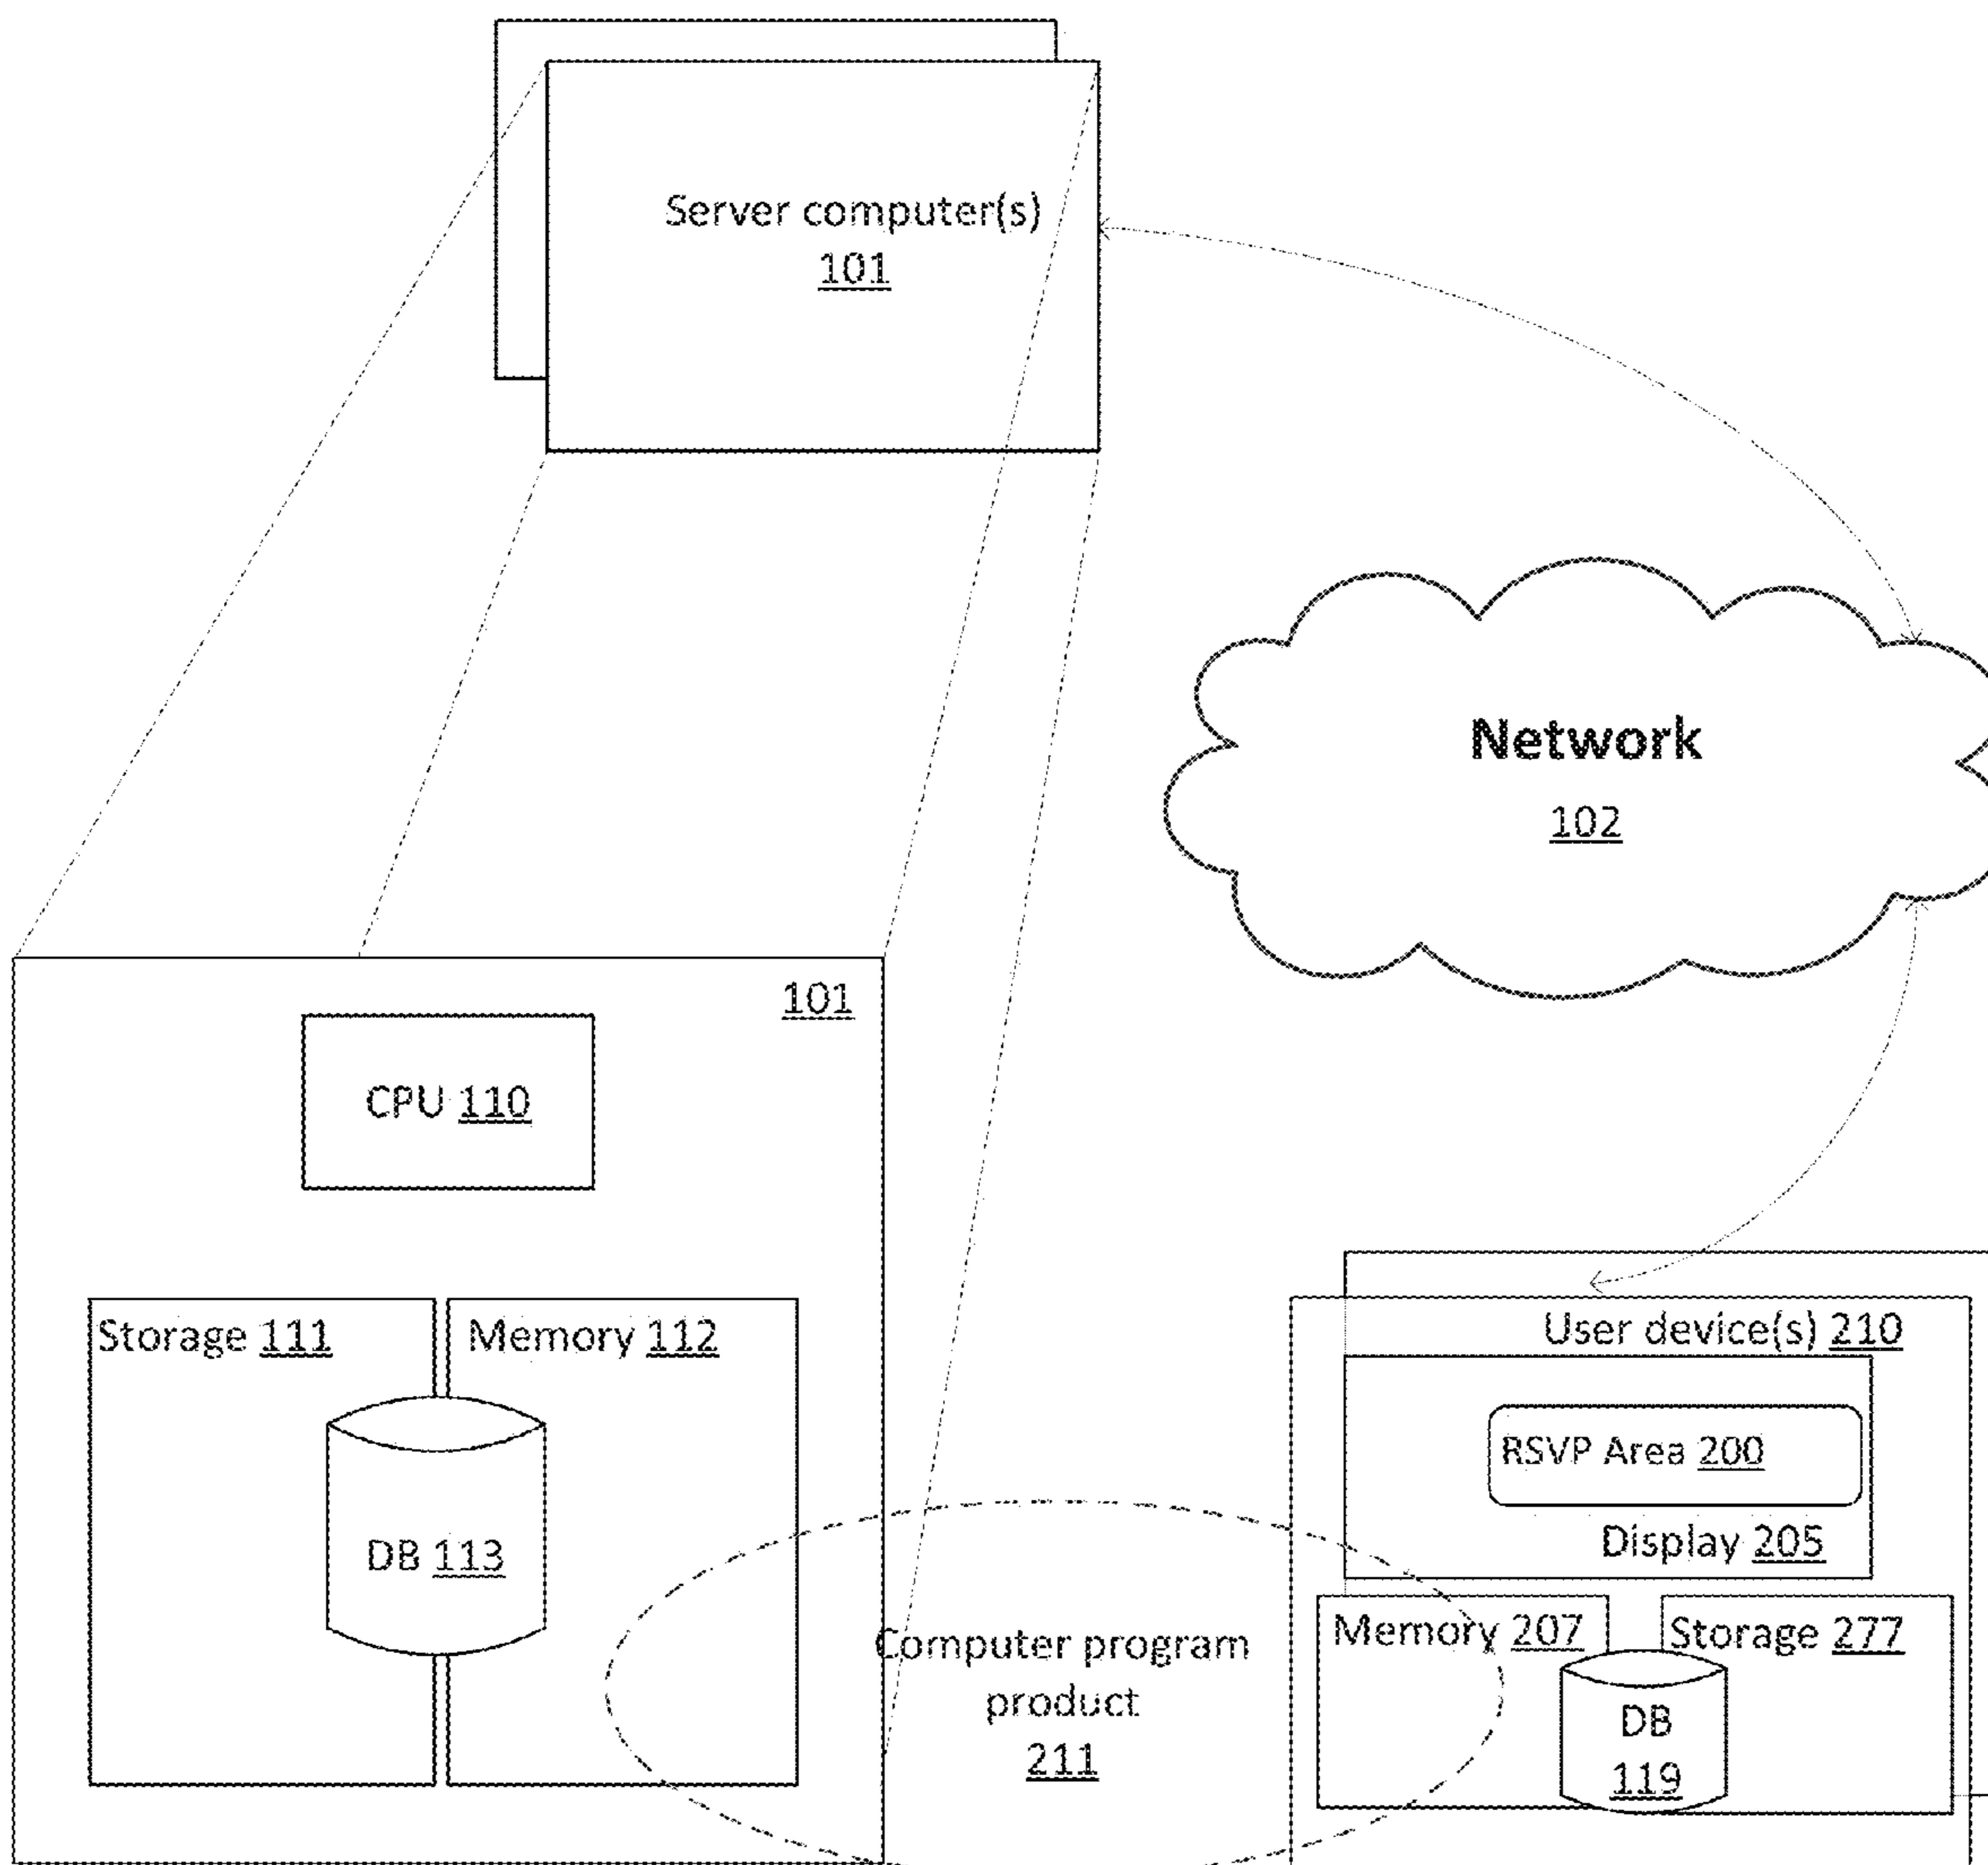 Server computer(s)
101
Network
102
101
CPU 110
Storage 111
Memory 112
DB 113
User device(s) 210
RSVP Area 200
Display 205
Memory 207
Storage 277
DB
119
Computer program
product
211